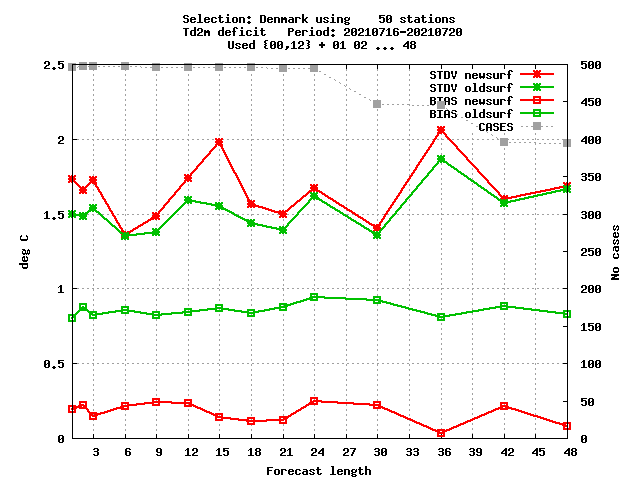 Selection: Denmark using    50 stations
Td2m deficit   Period: 20210716-20210720
Used {00,12} + 01 02 ... 48
STDV newsurf
STDV oldsurf
BIAS newsurf
BIAS oldsurf
CASES
2.5
2
1.5
1
0.5
0
deg C
500
450
400
350
300
250
200
150
100
50
0
No cases
3 6 9 12 15 18 21 24 27 30 33 36 39 42 45 48
Forecast length